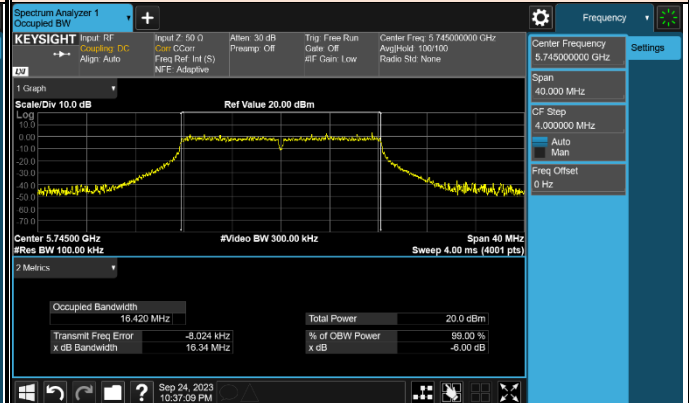 Spectrum Analyzer 1
Occupied BW
+
Frequency
KEYSIGHT Input: RF
Coupling: DC
Align: Auto
Input Z: 50 Ω
Corr CCorr
Freq Ref: Int (S)
NFE: Adaptive
Atten: 30 dB
Preamp: Off
Trig: Free Run
Gate: Off
#IF Gain: Low
Center Freq: 5.745000000 GHz
Avg|Hold: 100/100
Radio Std: None
LXI
Center Frequency
5.745000000 GHz
Settings
Span
40.000 MHz
CF Step
4.000000 MHz
Auto
Man
Freq Offset
0 Hz
1 Graph
Scale/Div 10.0 dB
Ref Value 20.00 dBm
Log
10.0
0.00
-10.0
-20.0
-30.0
-40.0
-50.0
-60.0
-70.0
Center 5.74500 GHz
#Video BW 300.00 kHz
Span 40 MHz
#Res BW 100.00 kHz
Sweep 4.00 ms (4001 pts)
2 Metrics
Occupied Bandwidth
16.420 MHz
Total Power 20.0 dBm
Transmit Freq Error -8.024 kHz
% of OBW Power 99.00 %
x dB Bandwidth 16.34 MHz
x dB -6.00 dB
?
Sep 24, 2023
10:37:09 PM